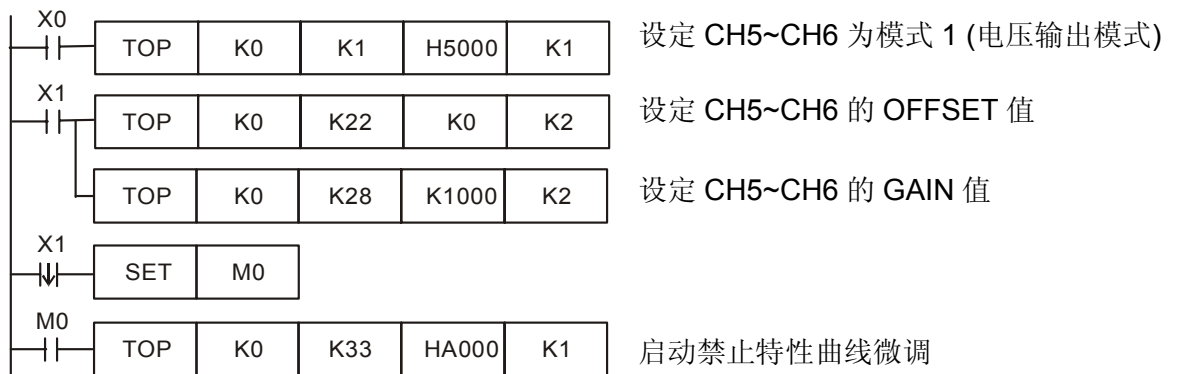 X0
TOP K0 K1 H5000 K1 设定 CH5~CH6 为模式 1 (电压输出模式)
X1
TOP K0 K22 K0 K2 设定 CH5~CH6 的 OFFSET 值
TOP K0 K28 K1000 K2 设定 CH5~CH6 的 GAIN 值
X1
SET M0
M0
TOP K0 K33 HA000 K1 启动禁止特性曲线微调